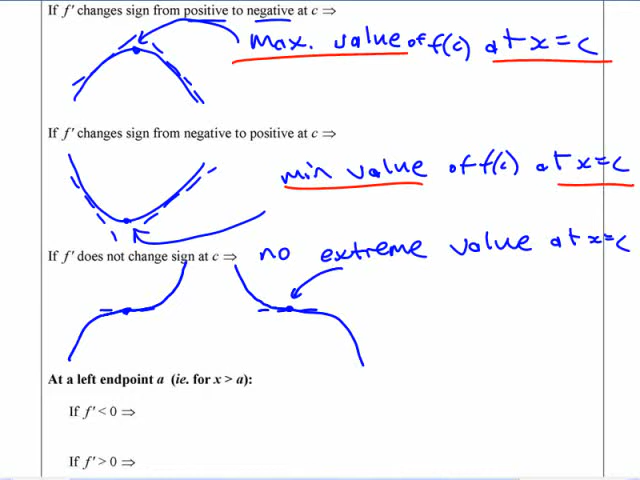 If f′ changes sign from positive to negative at c ⇒
max. value of f(c) at x = c
If f′ changes sign from negative to positive at c ⇒
min value of f(c) at x = c
If f′ does not change sign at c ⇒ no extreme value at x = c
At a left endpoint a (ie. for x > a):
If f′ < 0 ⇒
If f′ > 0 ⇒